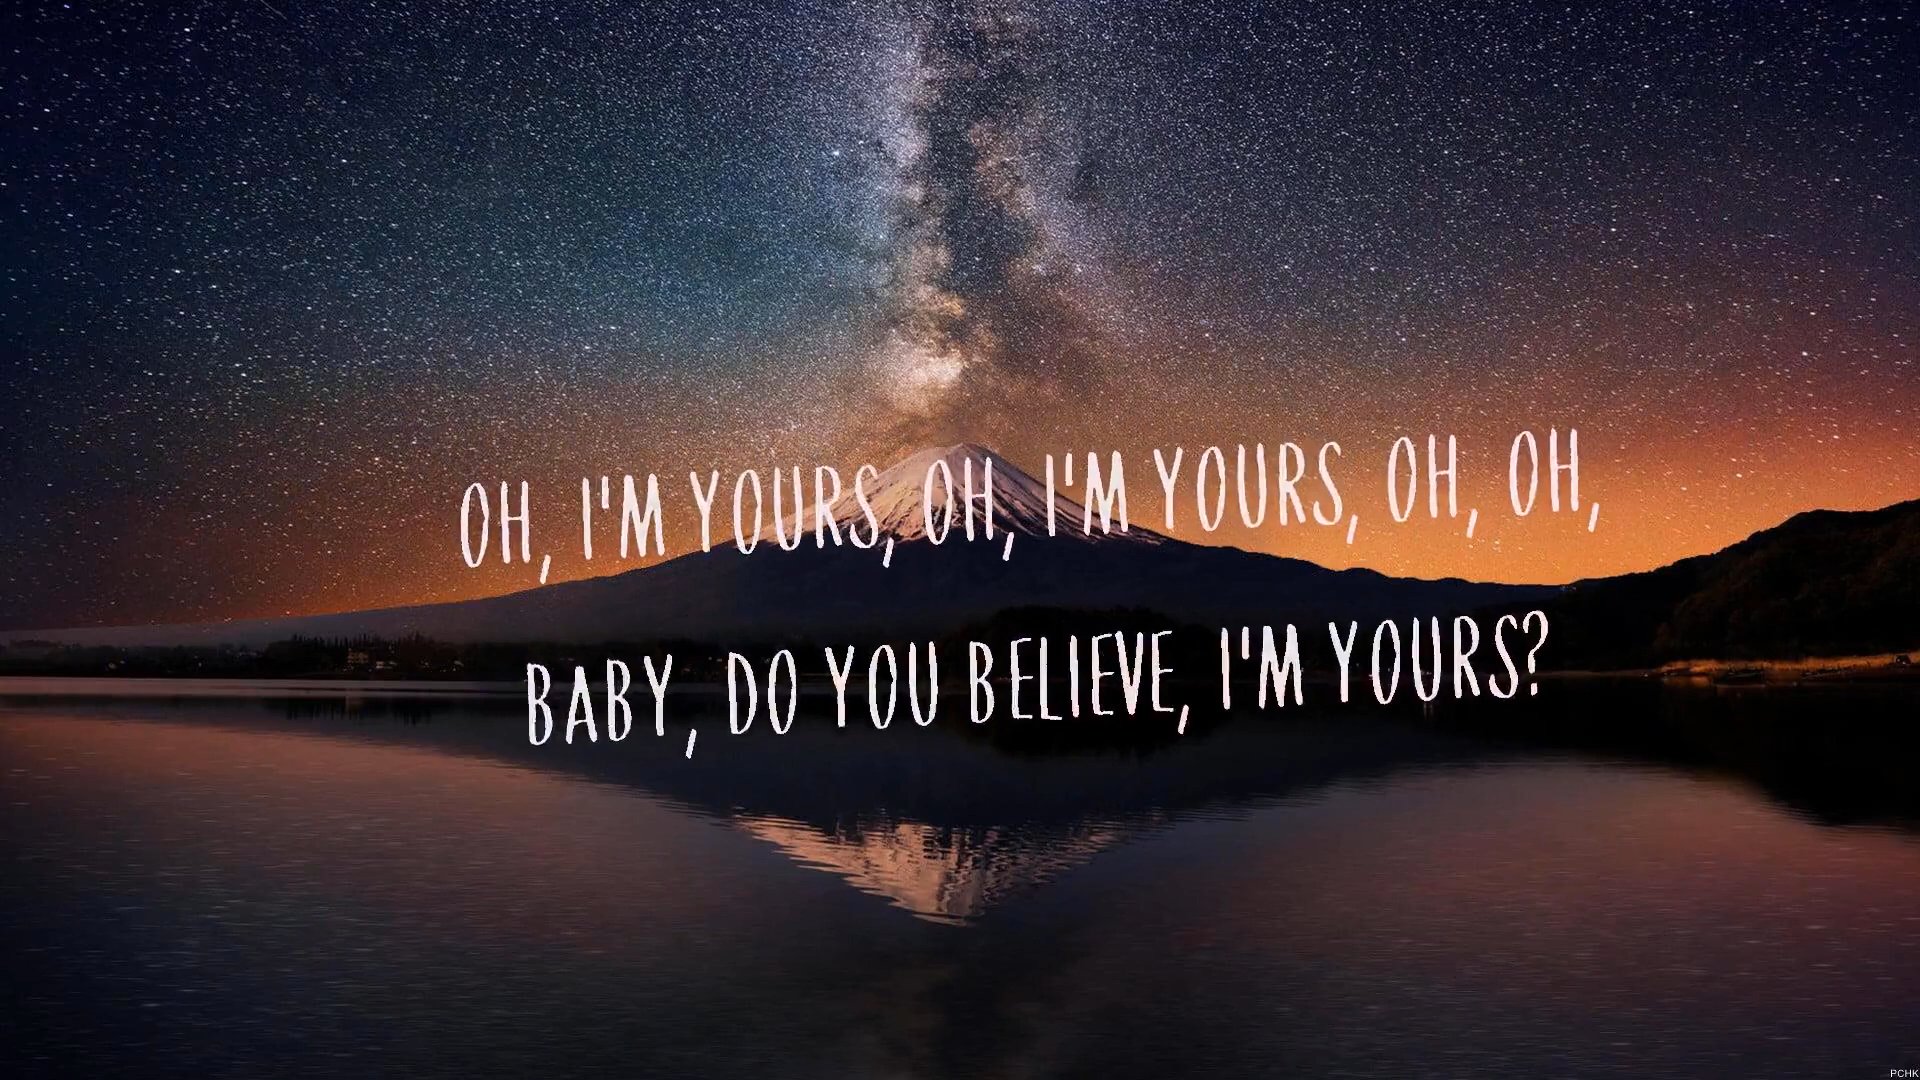 OH, I'M YOURS, OH, I'M YOURS, OH, OH,
BABY, DO YOU BELIEVE, I'M YOURS?
PCHK